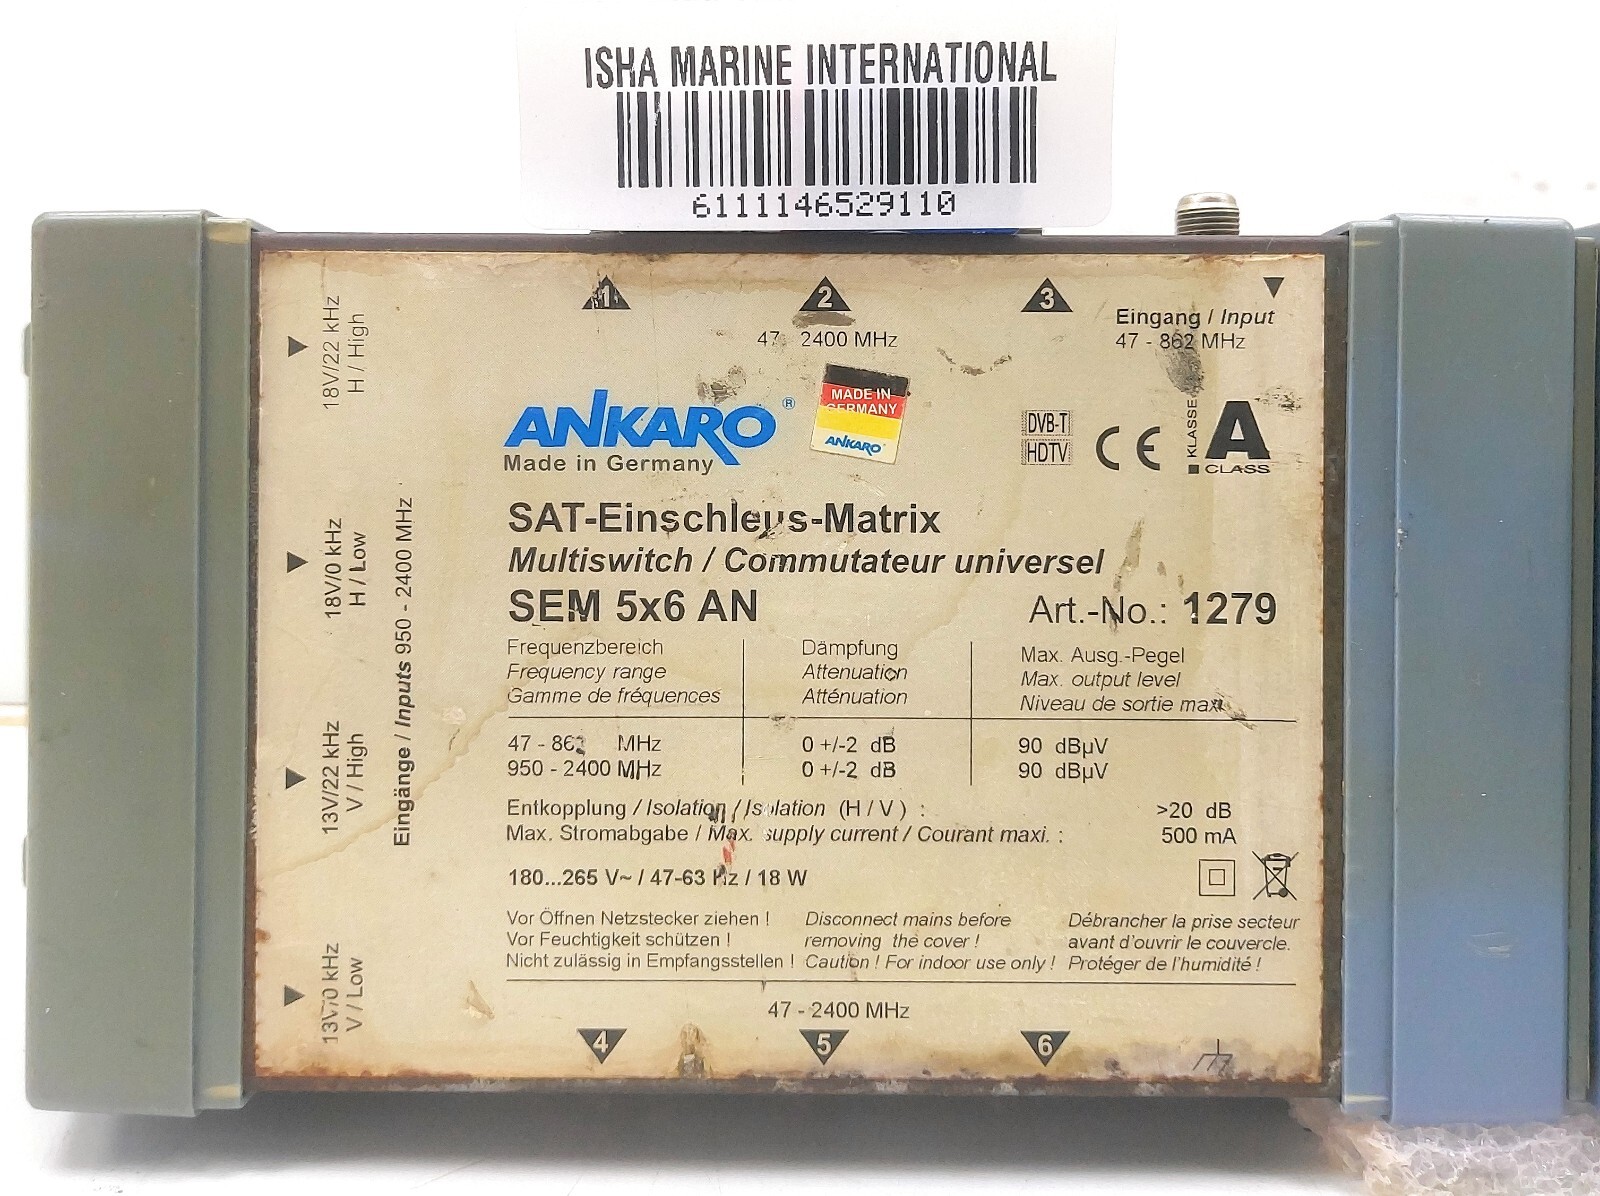 ISHA MARINE INTERNATIONAL
6111146529110
1
2
3
47 - 2400 MHz
Eingang / Input
47 - 862 MHz
18V/22 kHz
H / High
18V/0 kHz
H / Low
13V/22 kHz
V / High
13V/0 kHz
V / Low
Eingänge / Inputs 950 - 2400 MHz
ANKARO ®
Made in Germany
MADE IN
GERMANY
ANKARO
DVB-T
HDTV
CE
KLASSE
A
CLASS
SAT-Einschleus-Matrix
Multiswitch / Commutateur universel
SEM 5x6 AN
Art.-No.: 1279
Frequenzbereich
Frequency range
Gamme de fréquences
Dämpfung
Attenuation
Atténuation
Max. Ausg.-Pegel
Max. output level
Niveau de sortie maxi.
47 - 862 MHz 0 +/-2 dB 90 dBµV
950 - 2400 MHz 0 +/-2 dB 90 dBµV
Entkopplung / Isolation / Isolation (H / V ) : >20 dB
Max. Stromabgabe / Max. supply current / Courant maxi. : 500 mA
180...265 V~ / 47-63 Hz / 18 W
Vor Öffnen Netzstecker ziehen !
Vor Feuchtigkeit schützen !
Nicht zulässig in Empfangsstellen !
Disconnect mains before
removing the cover !
Caution ! For indoor use only !
Débrancher la prise secteur
avant d'ouvrir le couvercle.
Protéger de l'humidité !
47 - 2400 MHz
4
5
6